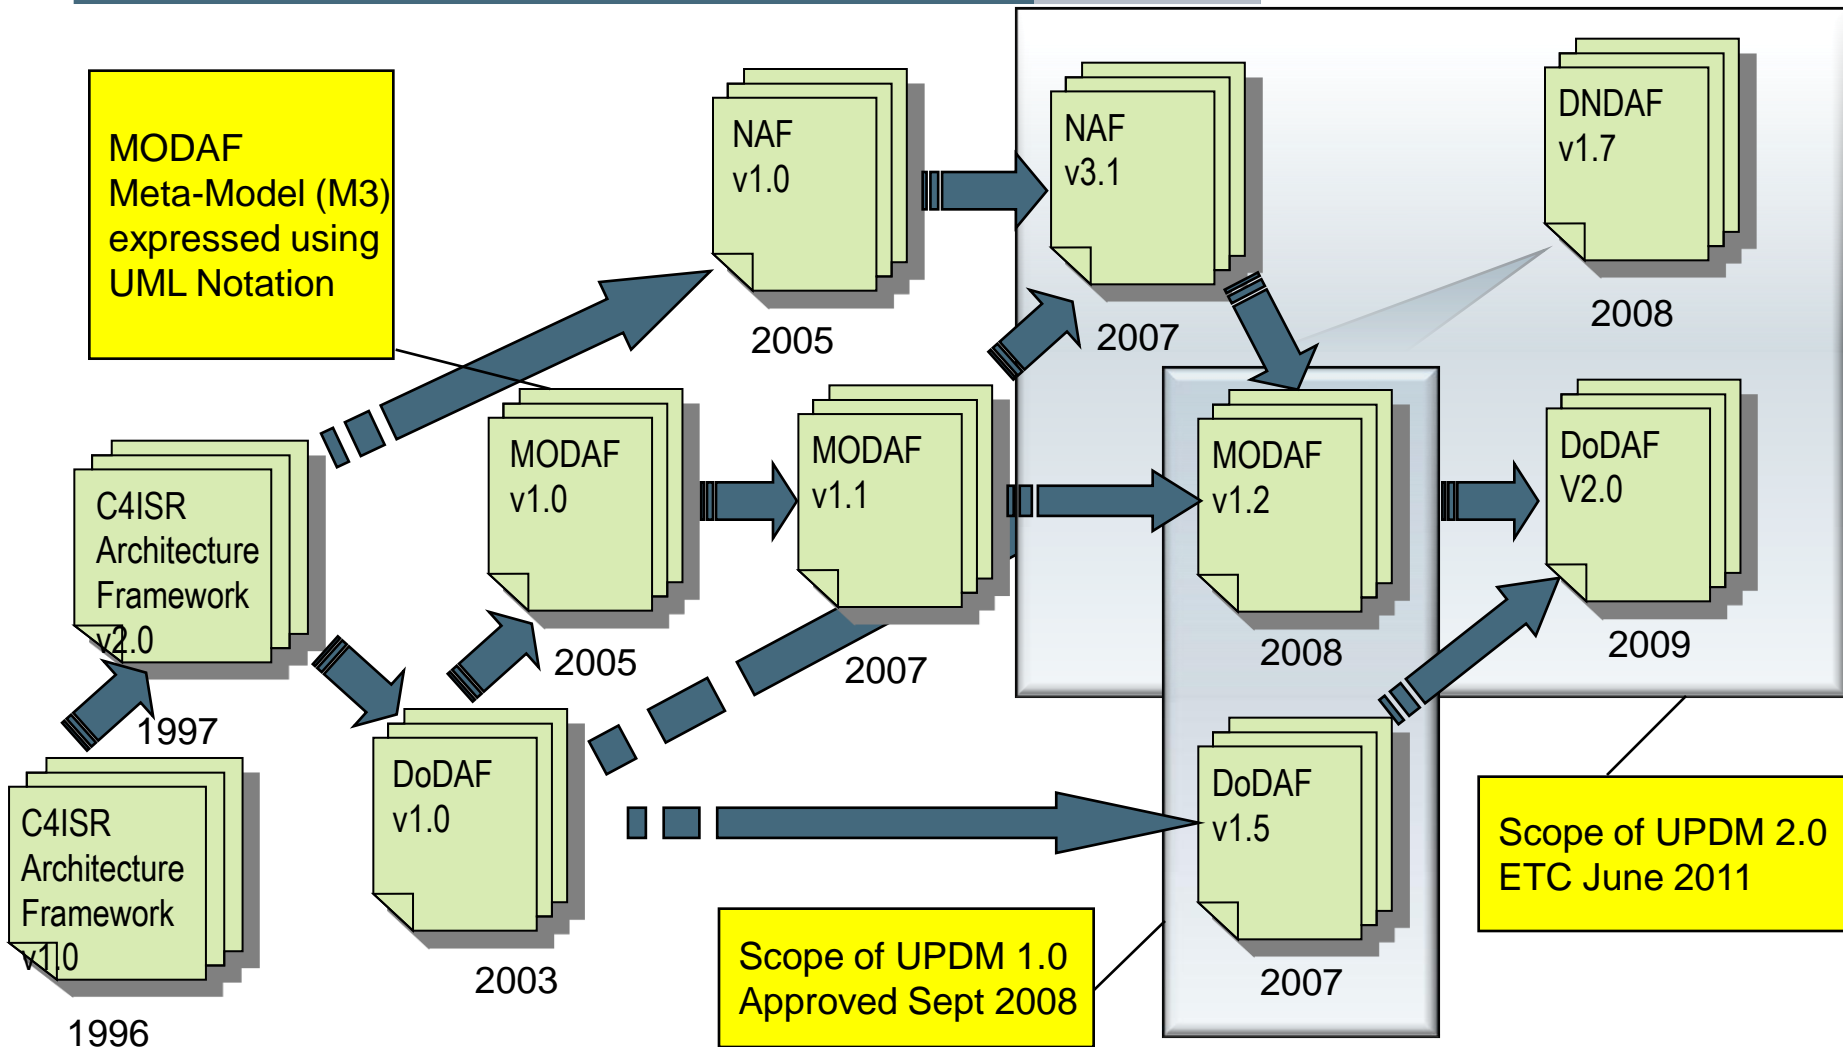 MODAF
Meta-Model (M3)
expressed using
UML Notation
NAF
v1.0
2005
NAF
v3.1
2007
DNDAF
v1.7
2008
C4ISR
Architecture
Framework
v2.0
1997
MODAF
v1.0
2005
MODAF
v1.1
2007
MODAF
v1.2
2008
DoDAF
V2.0
2009
C4ISR
Architecture
Framework
v1.0
1996
DoDAF
v1.0
2003
DoDAF
v1.5
2007
Scope of UPDM 1.0
Approved Sept 2008
Scope of UPDM 2.0
ETC June 2011